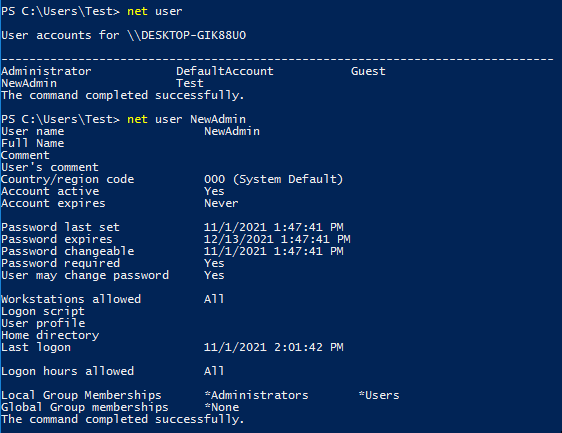 PS C:\Users\Test> net user
User accounts for \\DESKTOP-GIK88UO
-------------------------------------------------------------------------------
Administrator            DefaultAccount           Guest
NewAdmin                 Test
The command completed successfully.
PS C:\Users\Test> net user NewAdmin
User name                    NewAdmin
Full Name
Comment
User's comment
Country/region code          000 (System Default)
Account active               Yes
Account expires              Never
Password last set            11/1/2021 1:47:41 PM
Password expires             12/13/2021 1:47:41 PM
Password changeable          11/1/2021 1:47:41 PM
Password required            Yes
User may change password     Yes
Workstations allowed         All
Logon script
User profile
Home directory
Last logon                   11/1/2021 2:01:42 PM
Logon hours allowed          All
Local Group Memberships      *Administrators       *Users
Global Group memberships     *None
The command completed successfully.